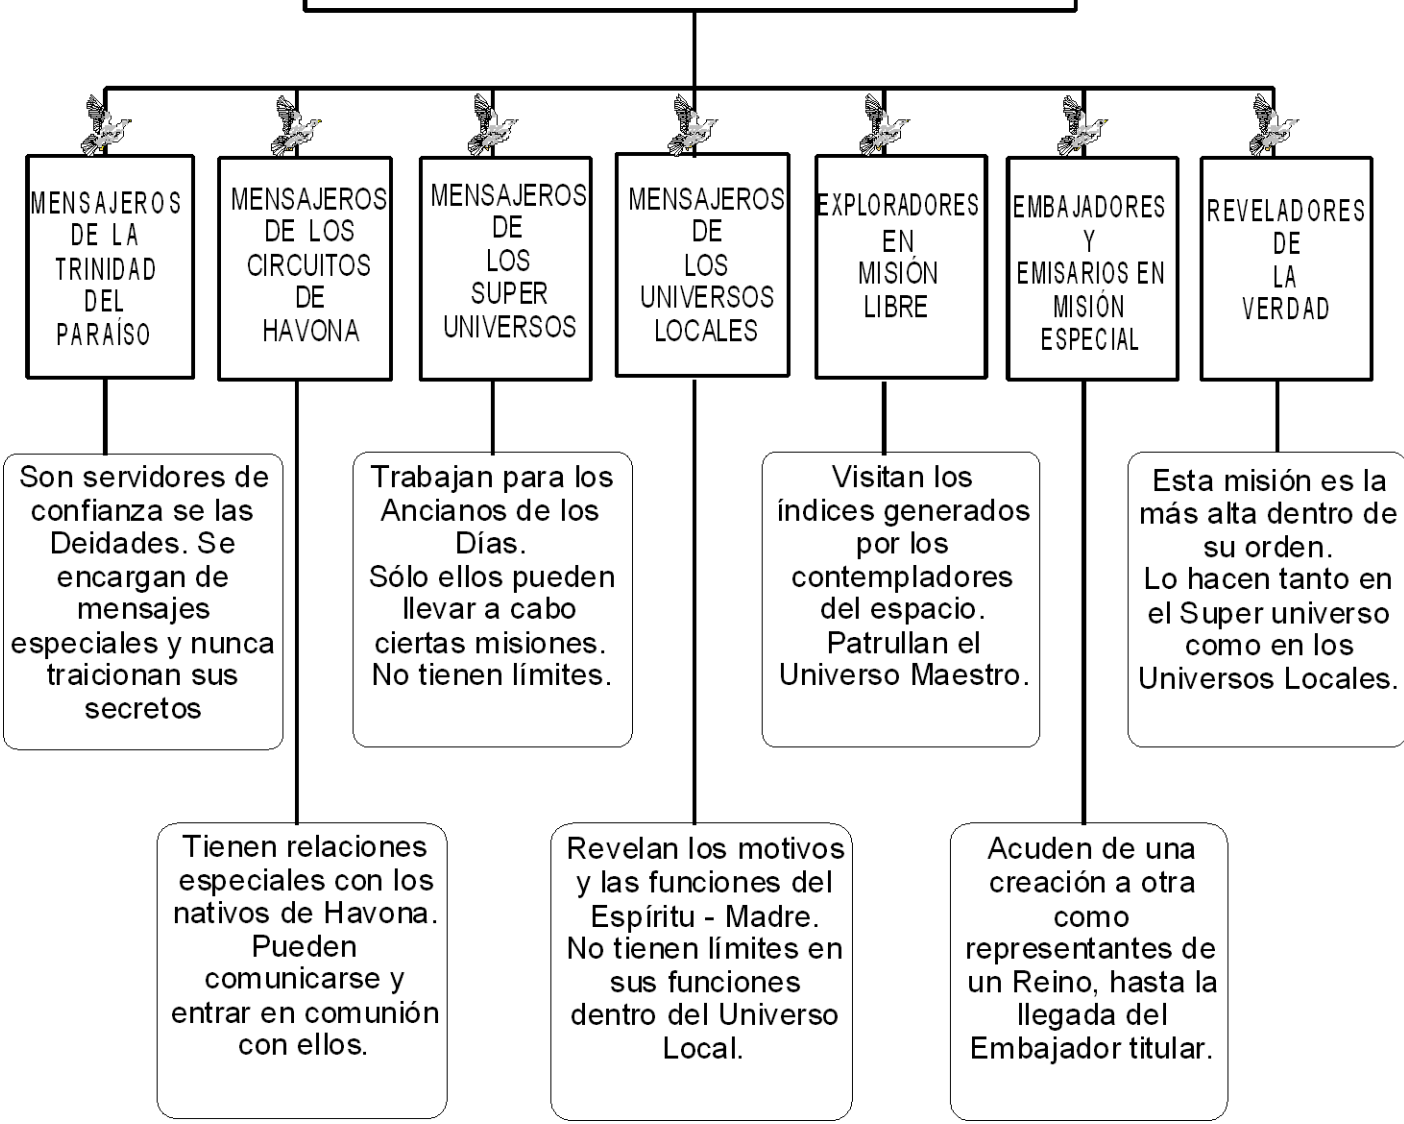 MENSAJEROS
DE LA
TRINIDAD
DEL
PARAÍSO
MENSAJEROS
DE LOS
CIRCUITOS
DE
HAVONA
MENSAJEROS
DE
LOS
SUPER
UNIVERSOS
MENSAJEROS
DE
LOS
UNIVERSOS
LOCALES
EXPLORADORES
EN
MISIÓN
LIBRE
EMBAJADORES
Y
EMISARIOS EN
MISIÓN
ESPECIAL
REVELADORES
DE
LA
VERDAD
Son servidores de
confianza se las
Deidades. Se
encargan de
mensajes
especiales y nunca
traicionan sus
secretos
Trabajan para los
Ancianos de los
Días.
Sólo ellos pueden
llevar a cabo
ciertas misiones.
No tienen límites.
Visitan los
índices generados
por los
contempladores
del espacio.
Patrullan el
Universo Maestro.
Esta misión es la
más alta dentro de
su orden.
Lo hacen tanto en
el Super universo
como en los
Universos Locales.
Tienen relaciones
especiales con los
nativos de Havona.
Pueden
comunicarse y
entrar en comunión
con ellos.
Revelan los motivos
y las funciones del
Espíritu - Madre.
No tienen límites en
sus funciones
dentro del Universo
Local.
Acuden de una
creación a otra
como
representantes de
un Reino, hasta la
llegada del
Embajador titular.